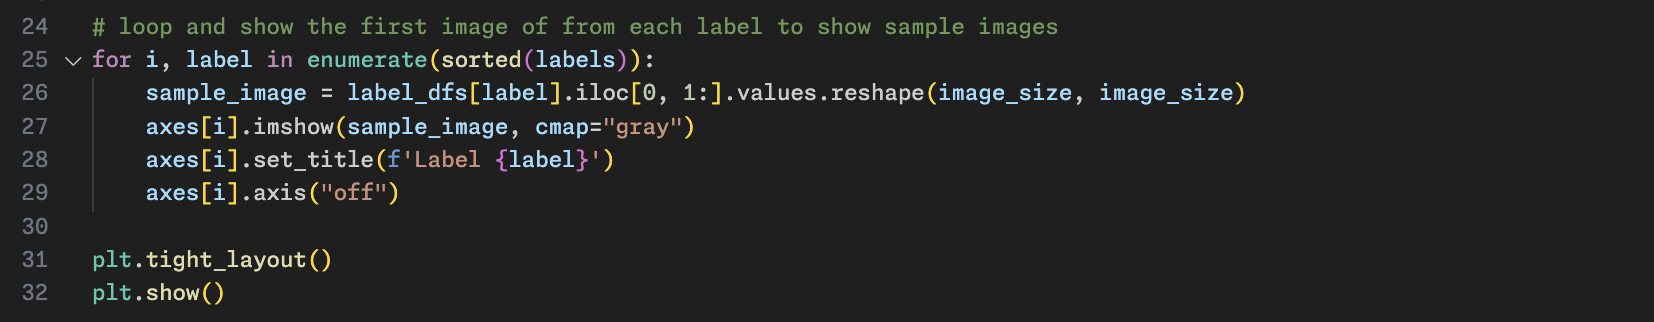 24 # loop and show the first image of from each label to show sample images
25 for i, label in enumerate(sorted(labels)):
26     sample_image = label_dfs[label].iloc[0, 1:].values.reshape(image_size, image_size)
27     axes[i].imshow(sample_image, cmap="gray")
28     axes[i].set_title(f'Label {label}')
29     axes[i].axis("off")
30
31 plt.tight_layout()
32 plt.show()